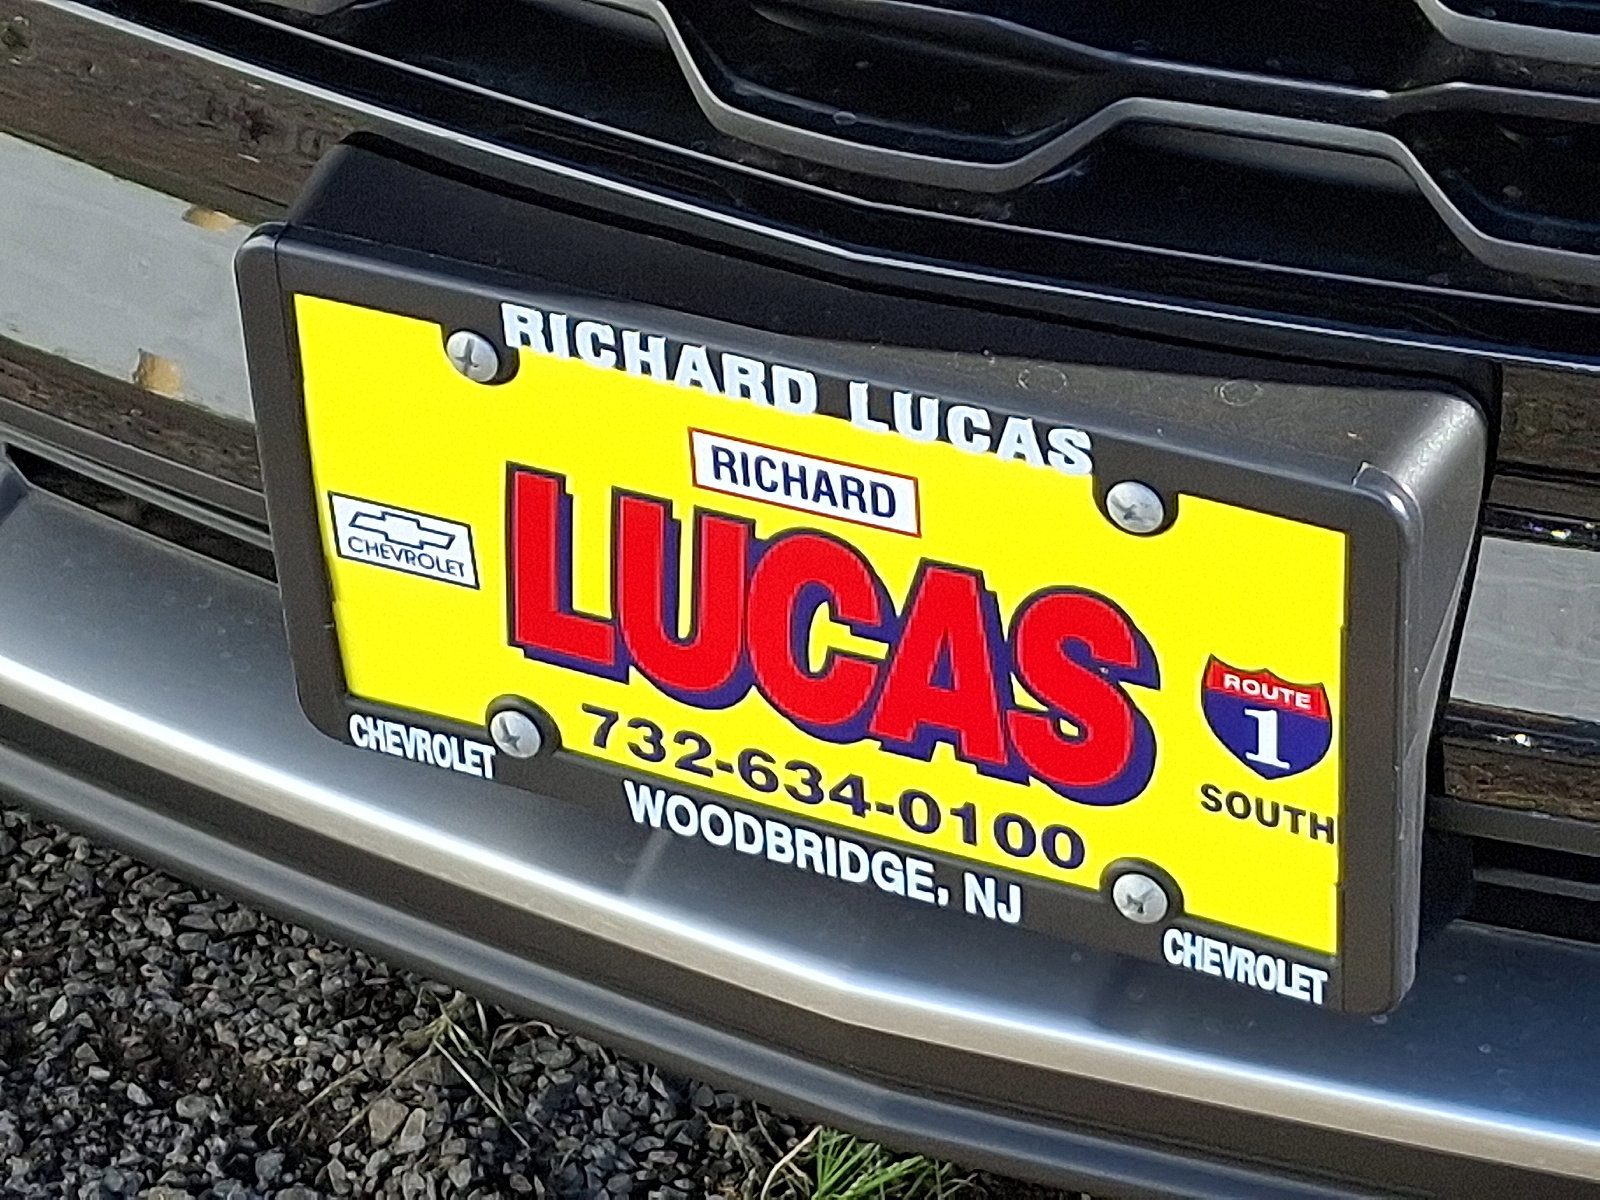 RICHARD LUCAS
RICHARD
LUCAS
CHEVROLET
ROUTE
1
SOUTH
732-634-0100
CHEVROLET
WOODBRIDGE, NJ
CHEVROLET